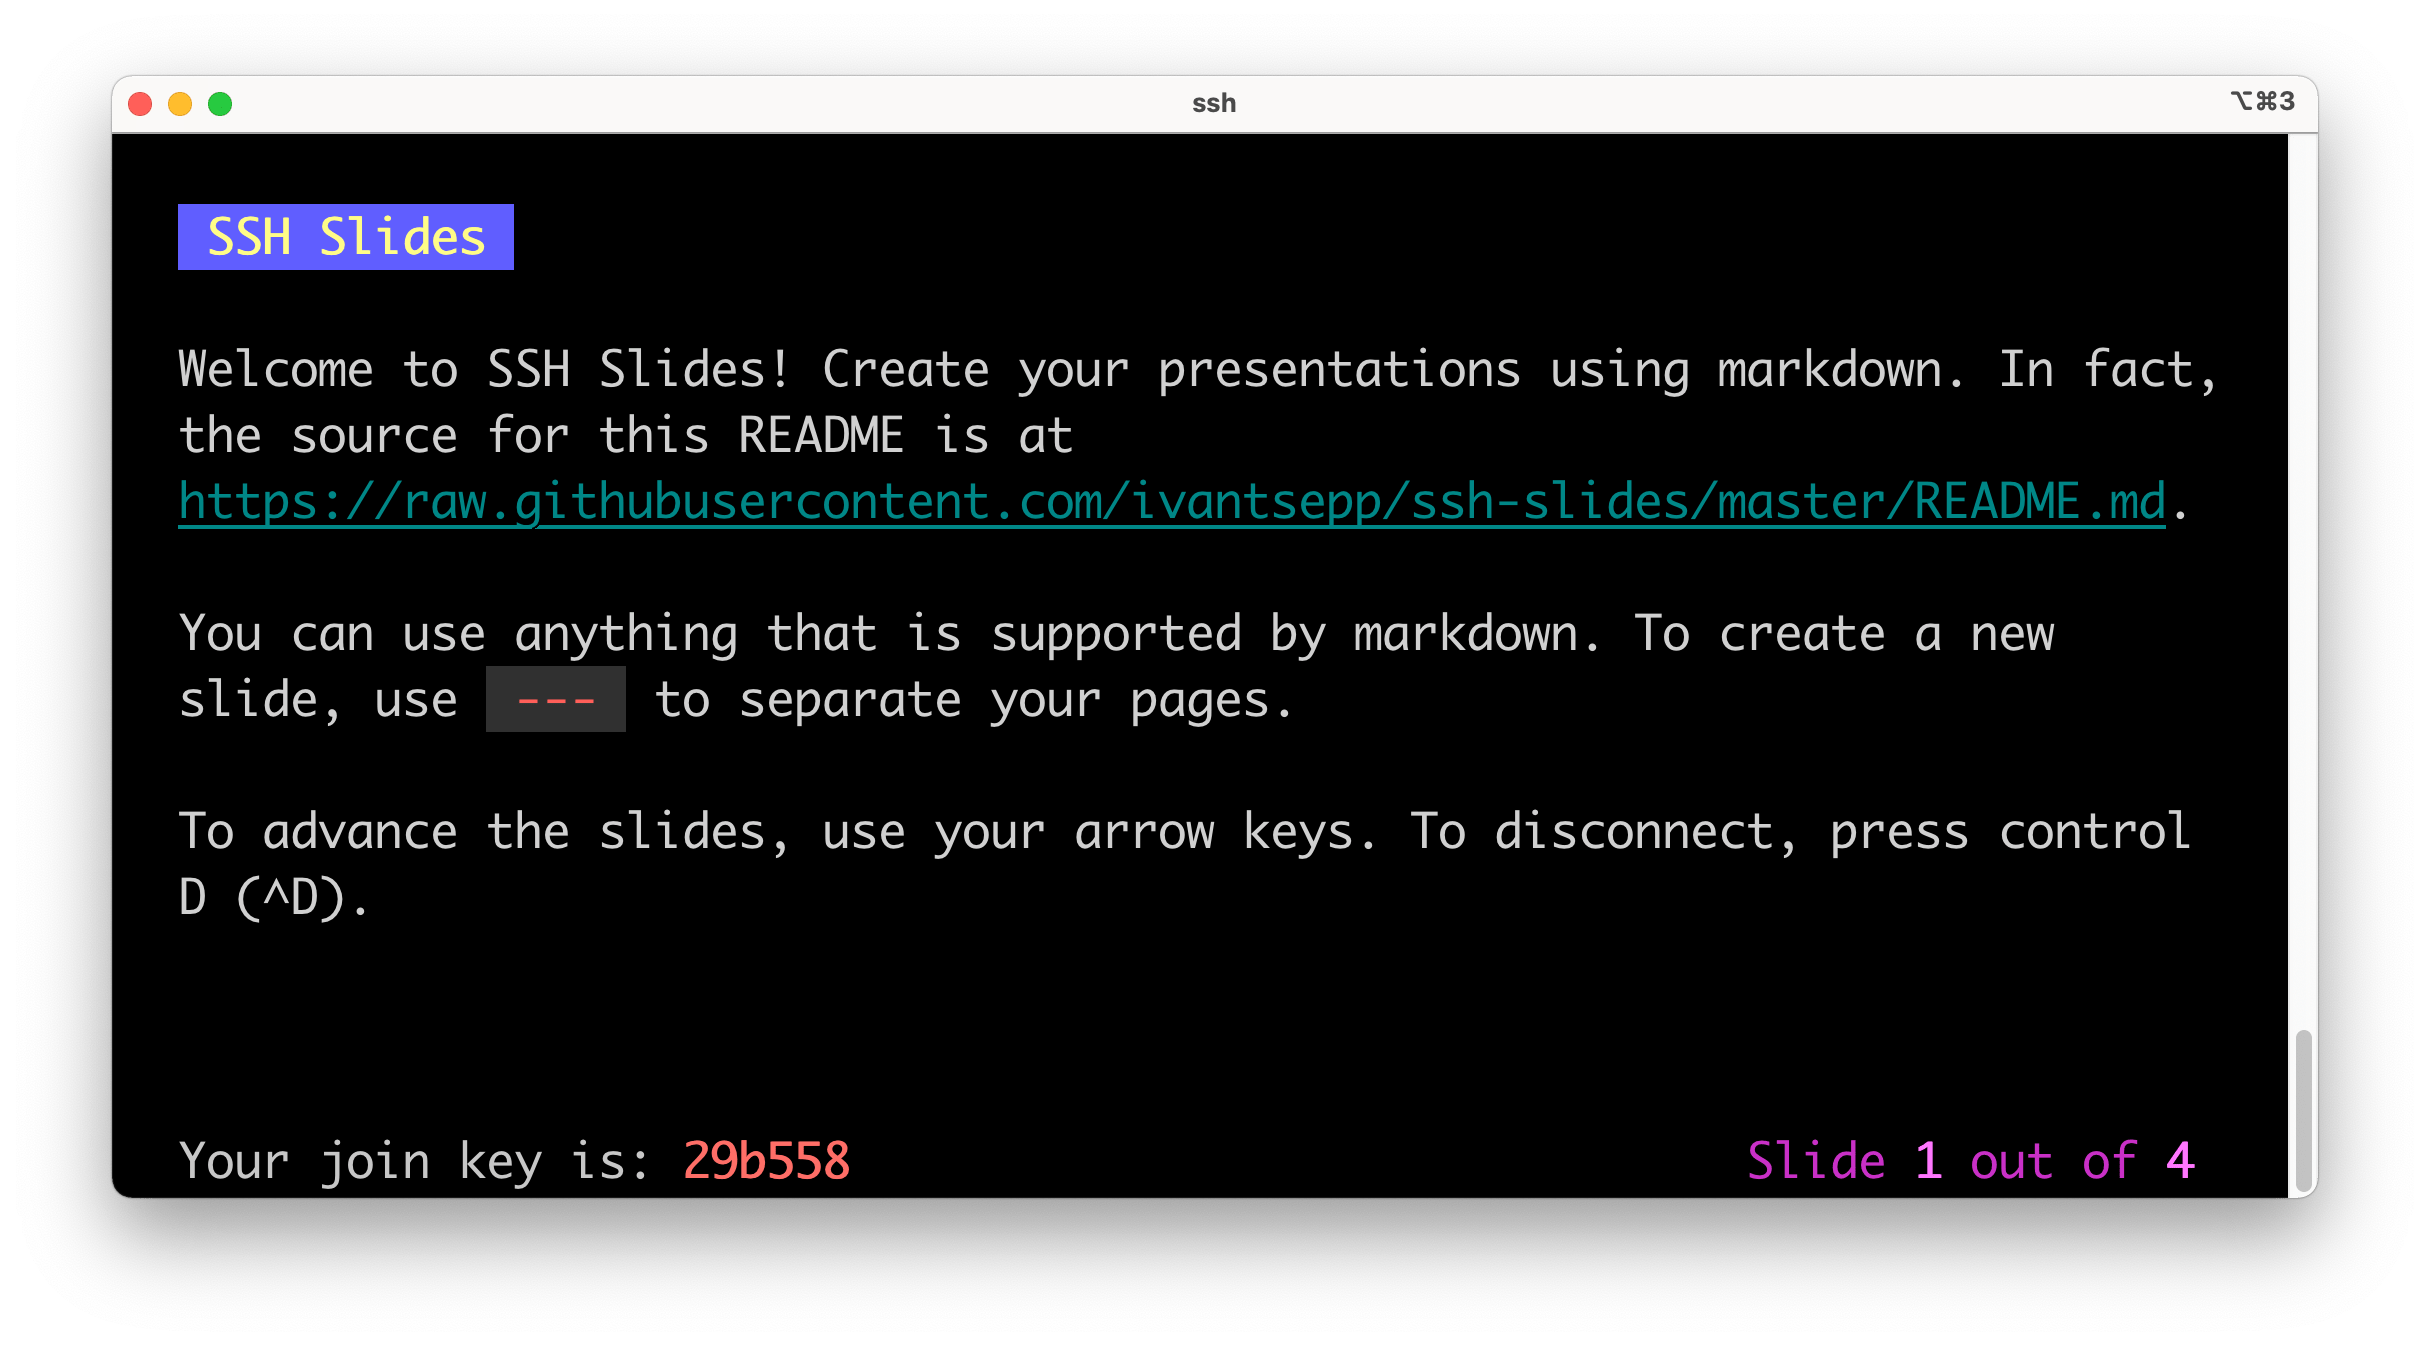 ssh
⌥⌘3
SSH Slides
Welcome to SSH Slides! Create your presentations using markdown. In fact,
the source for this README is at
https://raw.githubusercontent.com/ivantsepp/ssh-slides/master/README.md.
You can use anything that is supported by markdown. To create a new
slide, use --- to separate your pages.
To advance the slides, use your arrow keys. To disconnect, press control
D (^D).
Your join key is: 29b558
Slide 1 out of 4